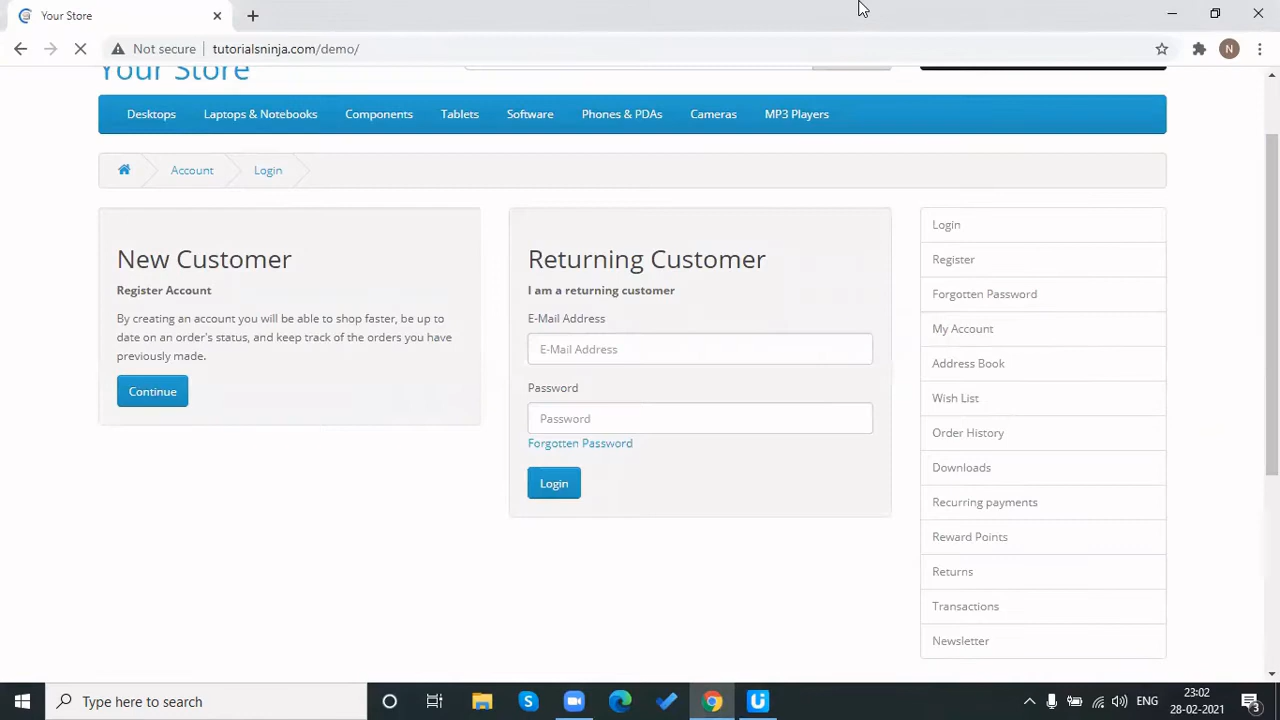 Your Store
Not secure tutorialsninja.com/demo/
N
Your Store
Desktops Laptops & Notebooks Components Tablets Software Phones & PDAs Cameras MP3 Players
Account Login
New Customer
Register Account
By creating an account you will be able to shop faster, be up to
date on an order's status, and keep track of the orders you have
previously made.
Continue
Returning Customer
I am a returning customer
E-Mail Address
E-Mail Address
Password
Password
Forgotten Password
Login
Login
Register
Forgotten Password
My Account
Address Book
Wish List
Order History
Downloads
Recurring payments
Reward Points
Returns
Transactions
Newsletter
Type here to search
ENG
23:02
28-02-2021
3